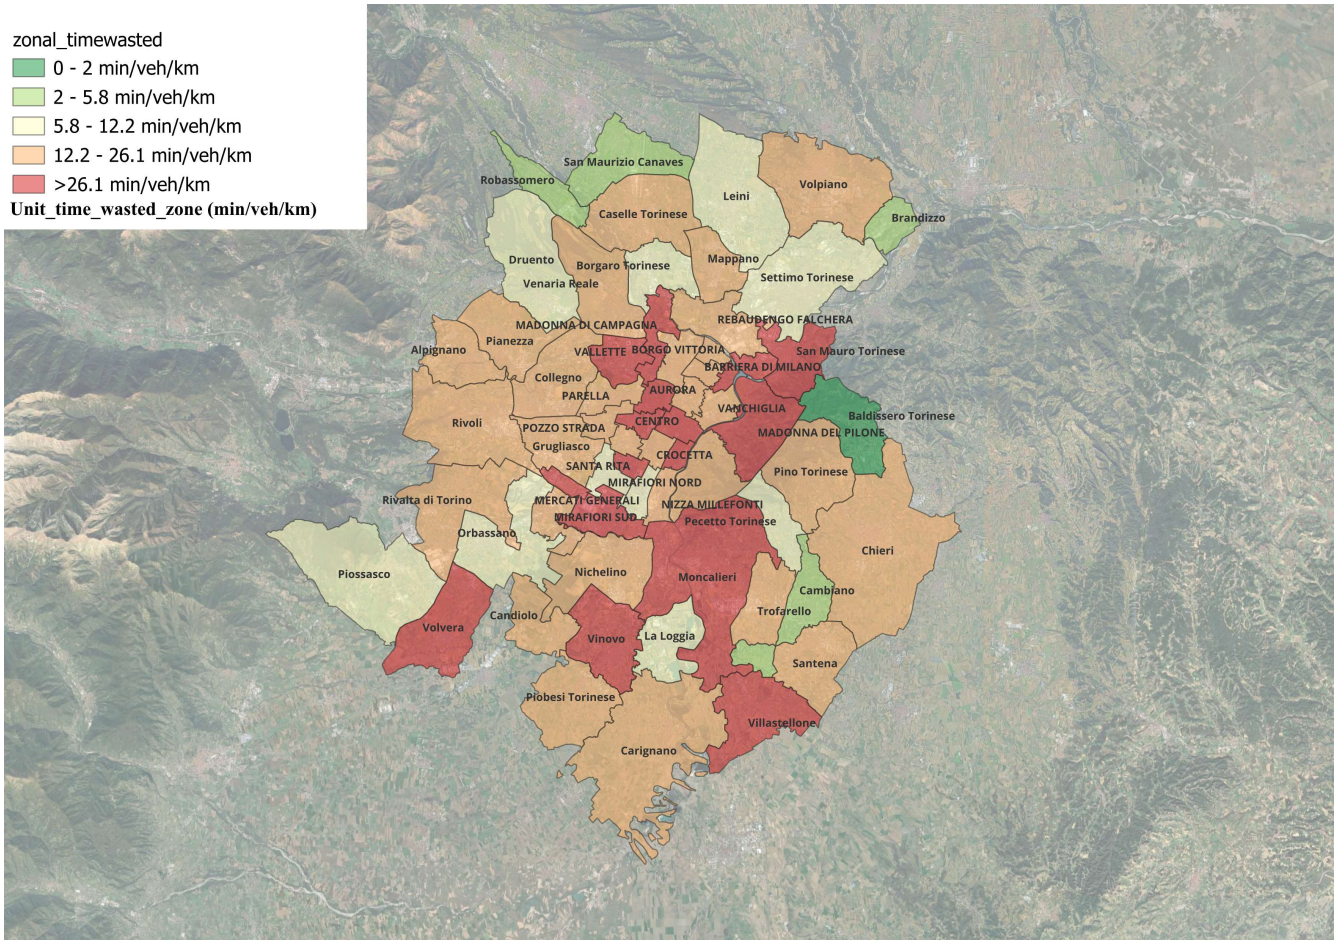 zonal_timewasted
0 - 2 min/veh/km
2 - 5.8 min/veh/km
5.8 - 12.2 min/veh/km
12.2 - 26.1 min/veh/km
>26.1 min/veh/km
Unit_time_wasted_zone (min/veh/km)
San Maurizio Canaves
Robassomero
Volpiano
Leini
Caselle Torinese
Brandizzo
Druento
Borgaro Torinese
Mappano
Settimo Torinese
Venaria Reale
MADONNA DI CAMPAGNA
REBAUDENGO FALCHERA
Pianezza
Alpignano
VALLETTE
BORGO VITTORIA
San Mauro Torinese
BARRIERA DI MILANO
Collegno
AURORA
PARELLA
VANCHIGLIA
Baldissero Torinese
Rivoli
POZZO STRADA
CENTRO
MADONNA DEL PILONE
Grugliasco
CROCETTA
SANTA RITA
Pino Torinese
MIRAFIORI NORD
Rivalta di Torino
MERCATI GENERALI
NIZZA MILLEFONTI
MIRAFIORI SUD
Pecetto Torinese
Orbassano
Chieri
Piossasco
Nichelino
Moncalieri
Cambiano
Candiolo
Trofarello
Volvera
Vinovo
La Loggia
Santena
Piobesi Torinese
Villastellone
Carignano